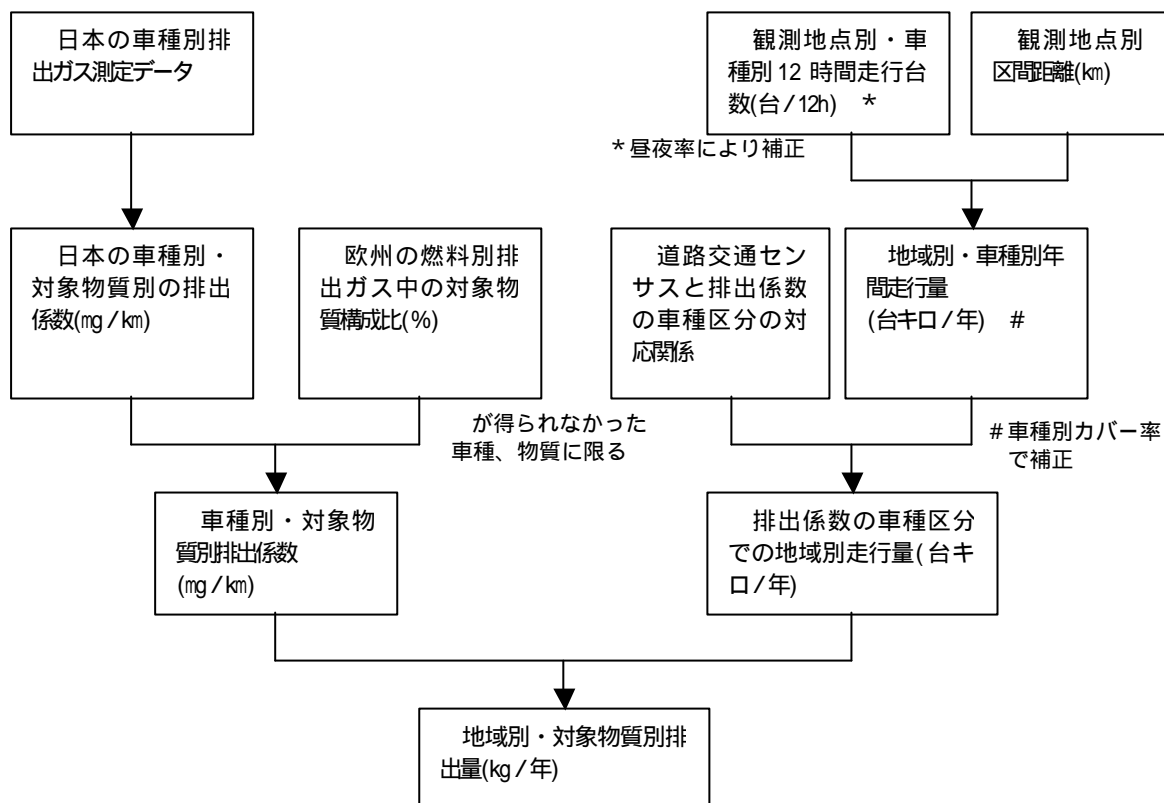 日本の車種別排
出ガス測定データ
観測地点別・車
種別12時間走行台
数(台/12h) *
観測地点別
区間距離(km)
*昼夜率により補正
日本の車種別・
対象物質別の排出
係数(mg/km)
欧州の燃料別排
出ガス中の対象物
質構成比(%)
道路交通セン
サスと排出係数
の車種区分の対
応関係
地域別・車種別年
間走行量
(台キロ/年) #
が得られなかった
車種、物質に限る
#車種別カバー率
で補正
車種別・対象物
質別排出係数
(mg/km)
排出係数の車種区分
での地域別走行量(台キ
ロ/年)
地域別・対象物質別排
出量(kg/年)